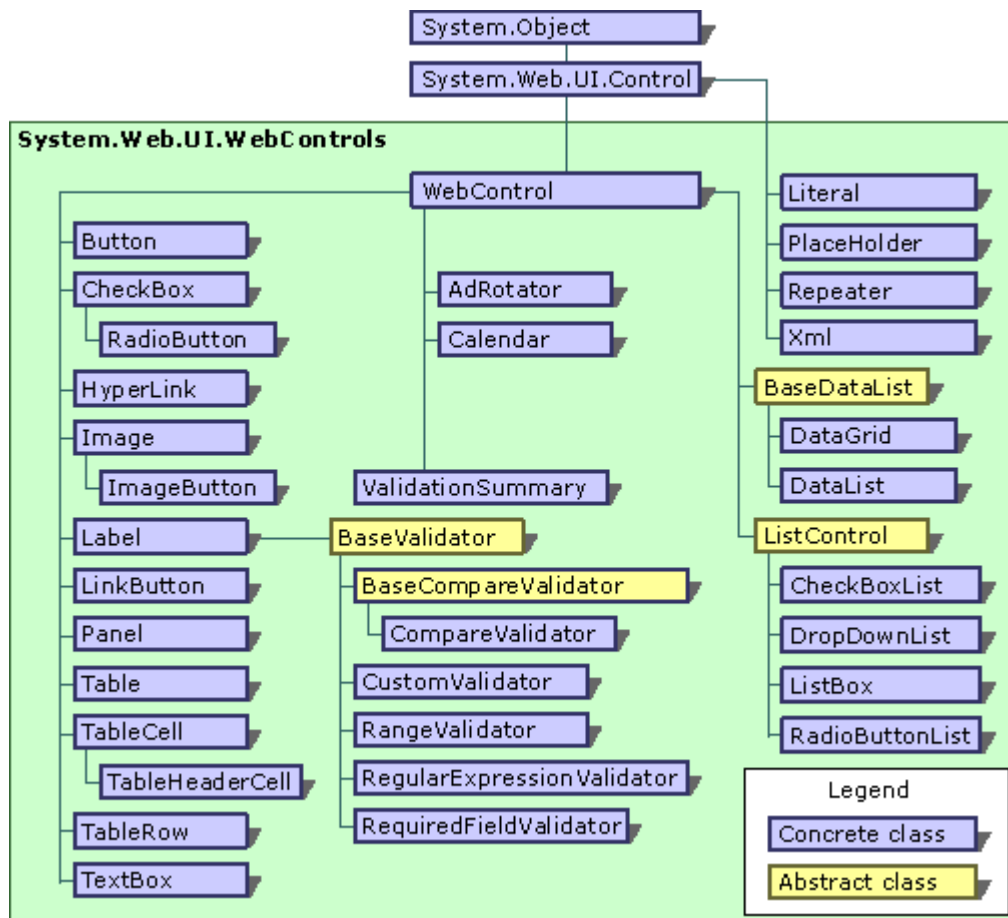 System.Object
System.Web.UI.Control
System.Web.UI.WebControls
WebControl
Button
CheckBox
RadioButton
HyperLink
Image
ImageButton
Label
LinkButton
Panel
Table
TableCell
TableHeaderCell
TableRow
TextBox
AdRotator
Calendar
ValidationSummary
BaseValidator
BaseCompareValidator
CompareValidator
CustomValidator
RangeValidator
RegularExpressionValidator
RequiredFieldValidator
Literal
PlaceHolder
Repeater
Xml
BaseDataList
DataGrid
DataList
ListControl
CheckBoxList
DropDownList
ListBox
RadioButtonList
Legend
Concrete class
Abstract class